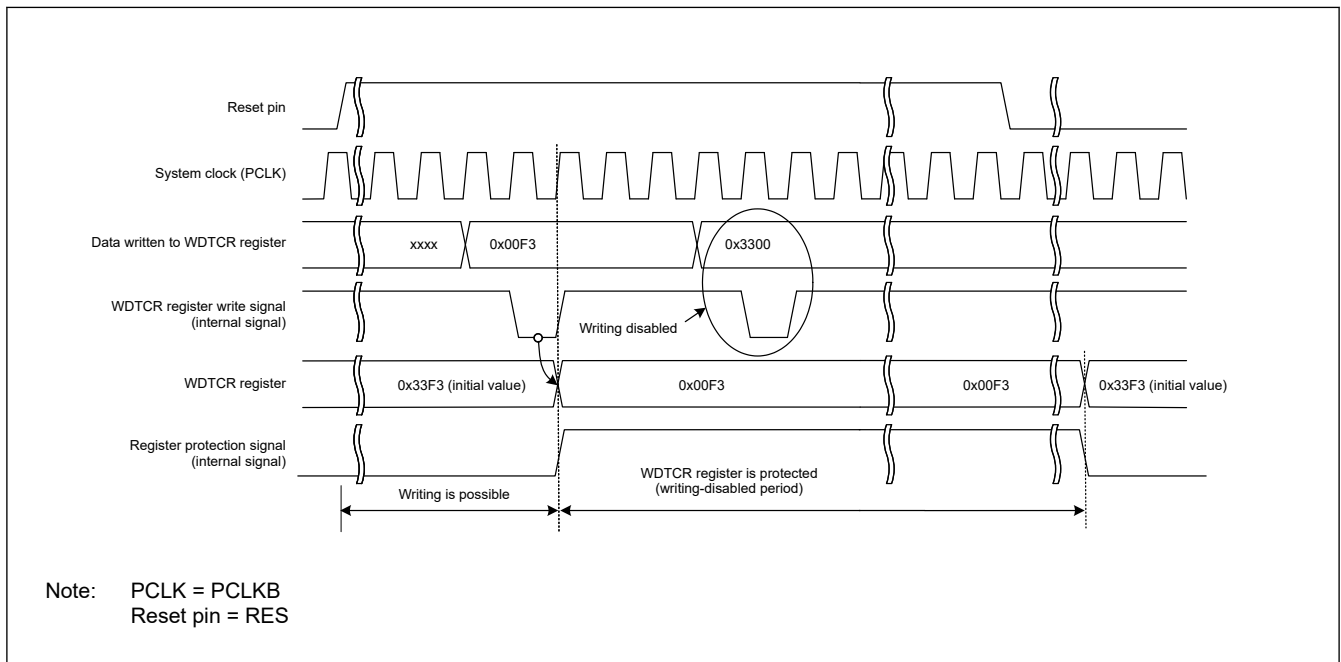 Reset pin
System clock (PCLK)
Data written to WDTCR register
xxxx
0x00F3
0x3300
WDTCR register write signal
(internal signal)
Writing disabled
WDTCR register
0x33F3 (initial value)
0x00F3
0x00F3
0x33F3 (initial value)
Register protection signal
(internal signal)
Writing is possible
WDTCR register is protected
(writing-disabled period)
Note: PCLK = PCLKB
Reset pin = RES